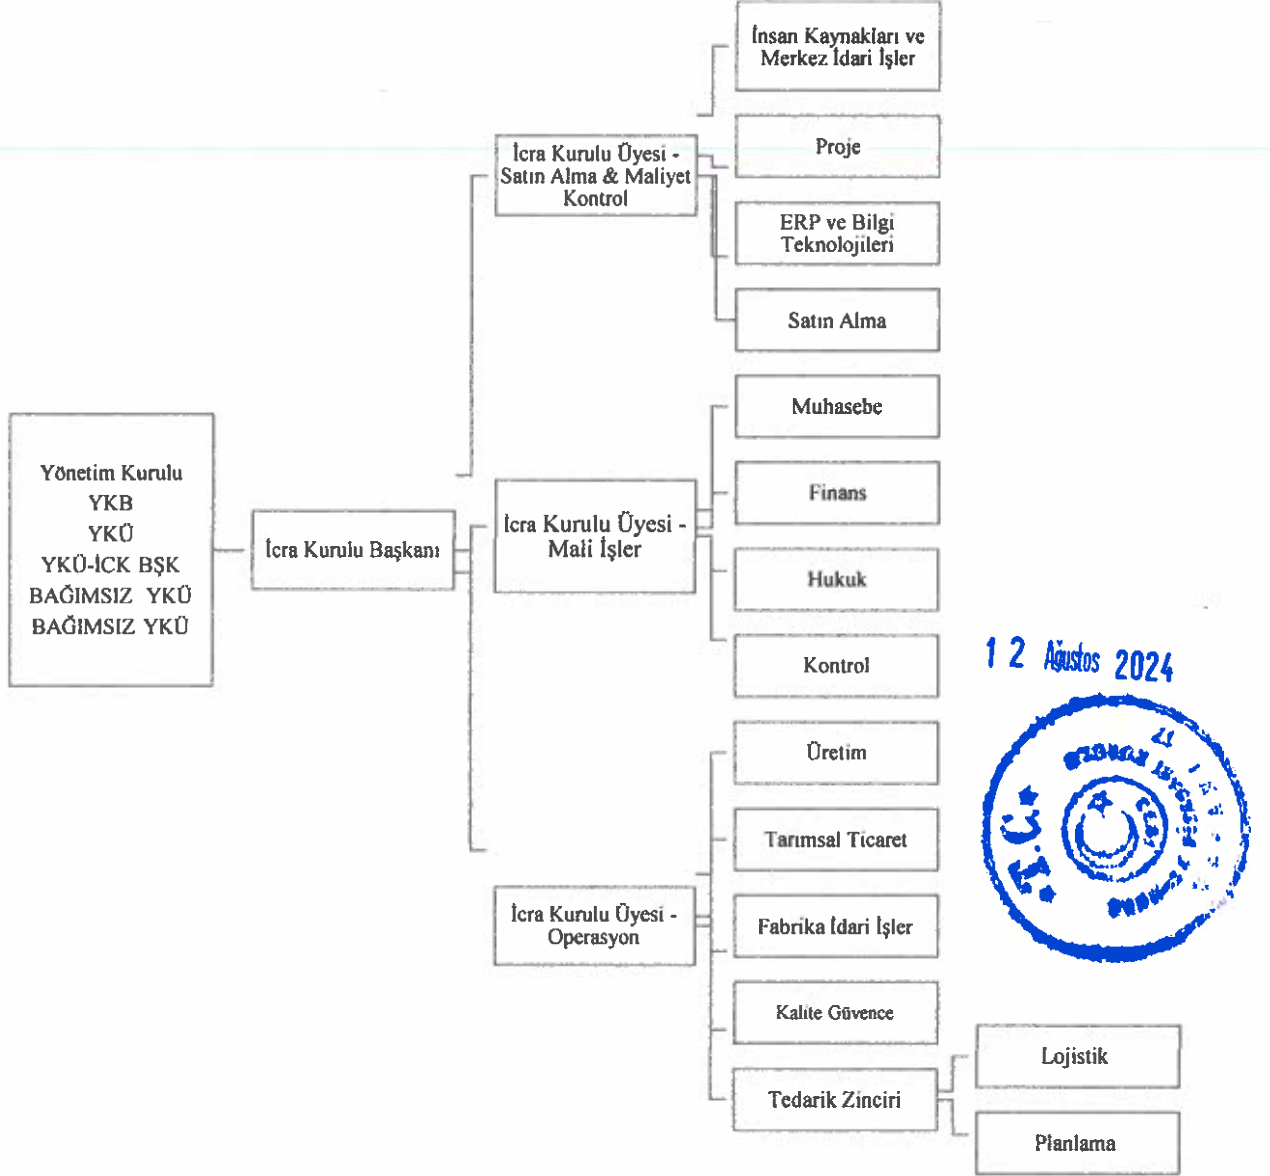 İnsan Kaynakları ve
Merkez İdari İşler
Proje
İcra Kurulu Üyesi -
Satın Alma & Maliyet
Kontrol
ERP ve Bilgi
Teknolojileri
Satın Alma
Muhasebe
Yönetim Kurulu
YKB
YKÜ
YKÜ-İCK BŞK
BAĞIMSIZ YKÜ
BAĞIMSIZ YKÜ
İcra Kurulu Başkanı
İcra Kurulu Üyesi -
Mali İşler
Finans
Hukuk
Kontrol
12 Ağustos 2024
Üretim
Tarımsal Ticaret
İcra Kurulu Üyesi -
Operasyon
Fabrika İdari İşler
Kalite Güvence
Tedarik Zinciri
Lojistik
Planlama
T.C.